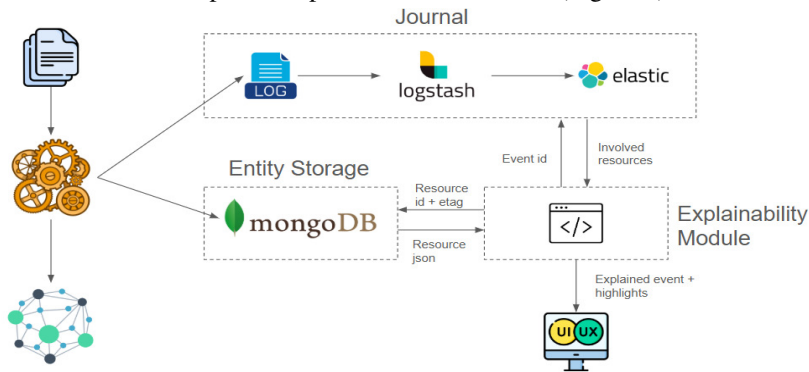 Journal
LOG
logstash
elastic
Event id
Involved
resources
Entity Storage
mongoDB
Resource
id + etag
Resource
json
</>
Explainability
Module
Explained event +
highlights
UI UX